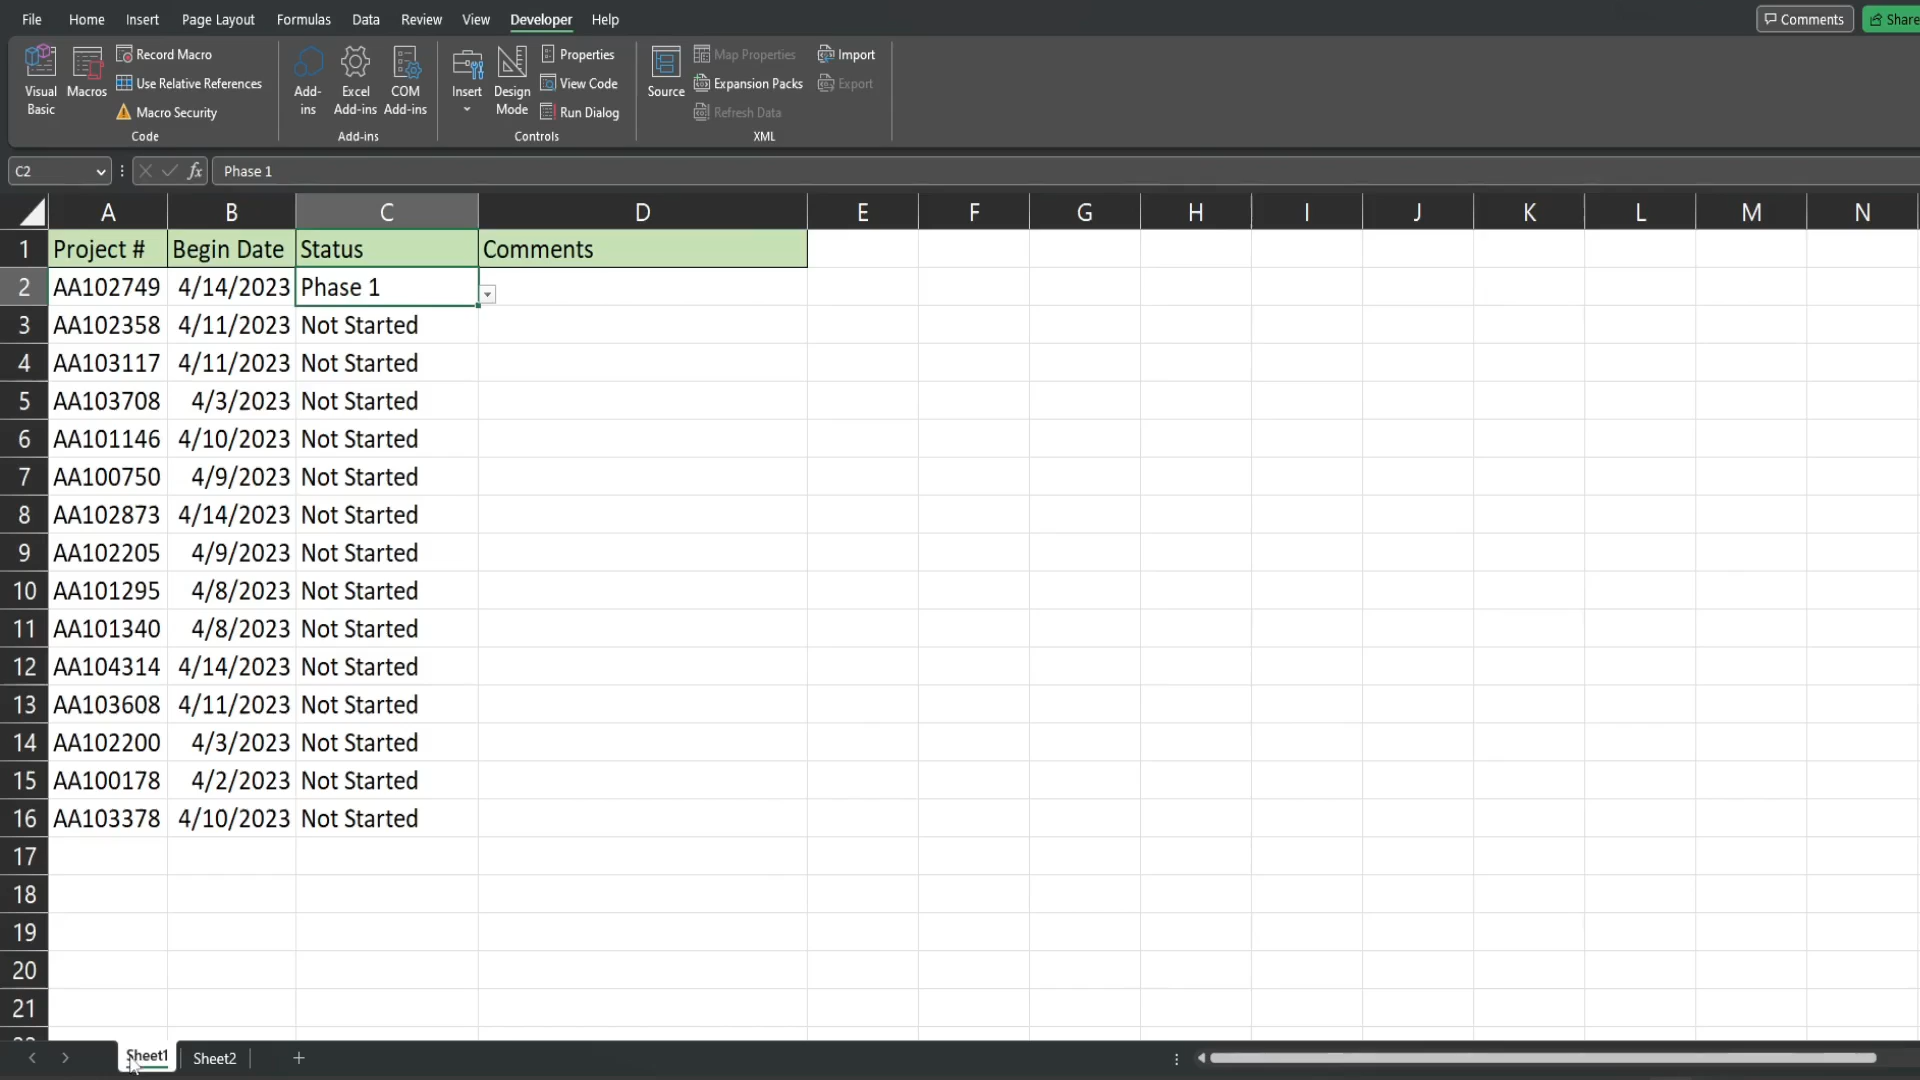 File Home Insert Page Layout Formulas Data Review View Developer Help Comments Share
Visual Basic Macros Record Macro Use Relative References Macro Security Code
Add-ins Excel Add-ins COM Add-ins Add-ins
Insert Design Mode Properties View Code Run Dialog Controls
Source Map Properties Expansion Packs Refresh Data Import Export XML
C2 fx Phase 1
A B C D E F G H I J K L M N
1 Project # Begin Date Status Comments
2 AA102749 4/14/2023 Phase 1
3 AA102358 4/11/2023 Not Started
4 AA103117 4/11/2023 Not Started
5 AA103708 4/3/2023 Not Started
6 AA101146 4/10/2023 Not Started
7 AA100750 4/9/2023 Not Started
8 AA102873 4/14/2023 Not Started
9 AA102205 4/9/2023 Not Started
10 AA101295 4/8/2023 Not Started
11 AA101340 4/8/2023 Not Started
12 AA104314 4/14/2023 Not Started
13 AA103608 4/11/2023 Not Started
14 AA102200 4/3/2023 Not Started
15 AA100178 4/2/2023 Not Started
16 AA103378 4/10/2023 Not Started
17
18
19
20
21
Sheet1 Sheet2